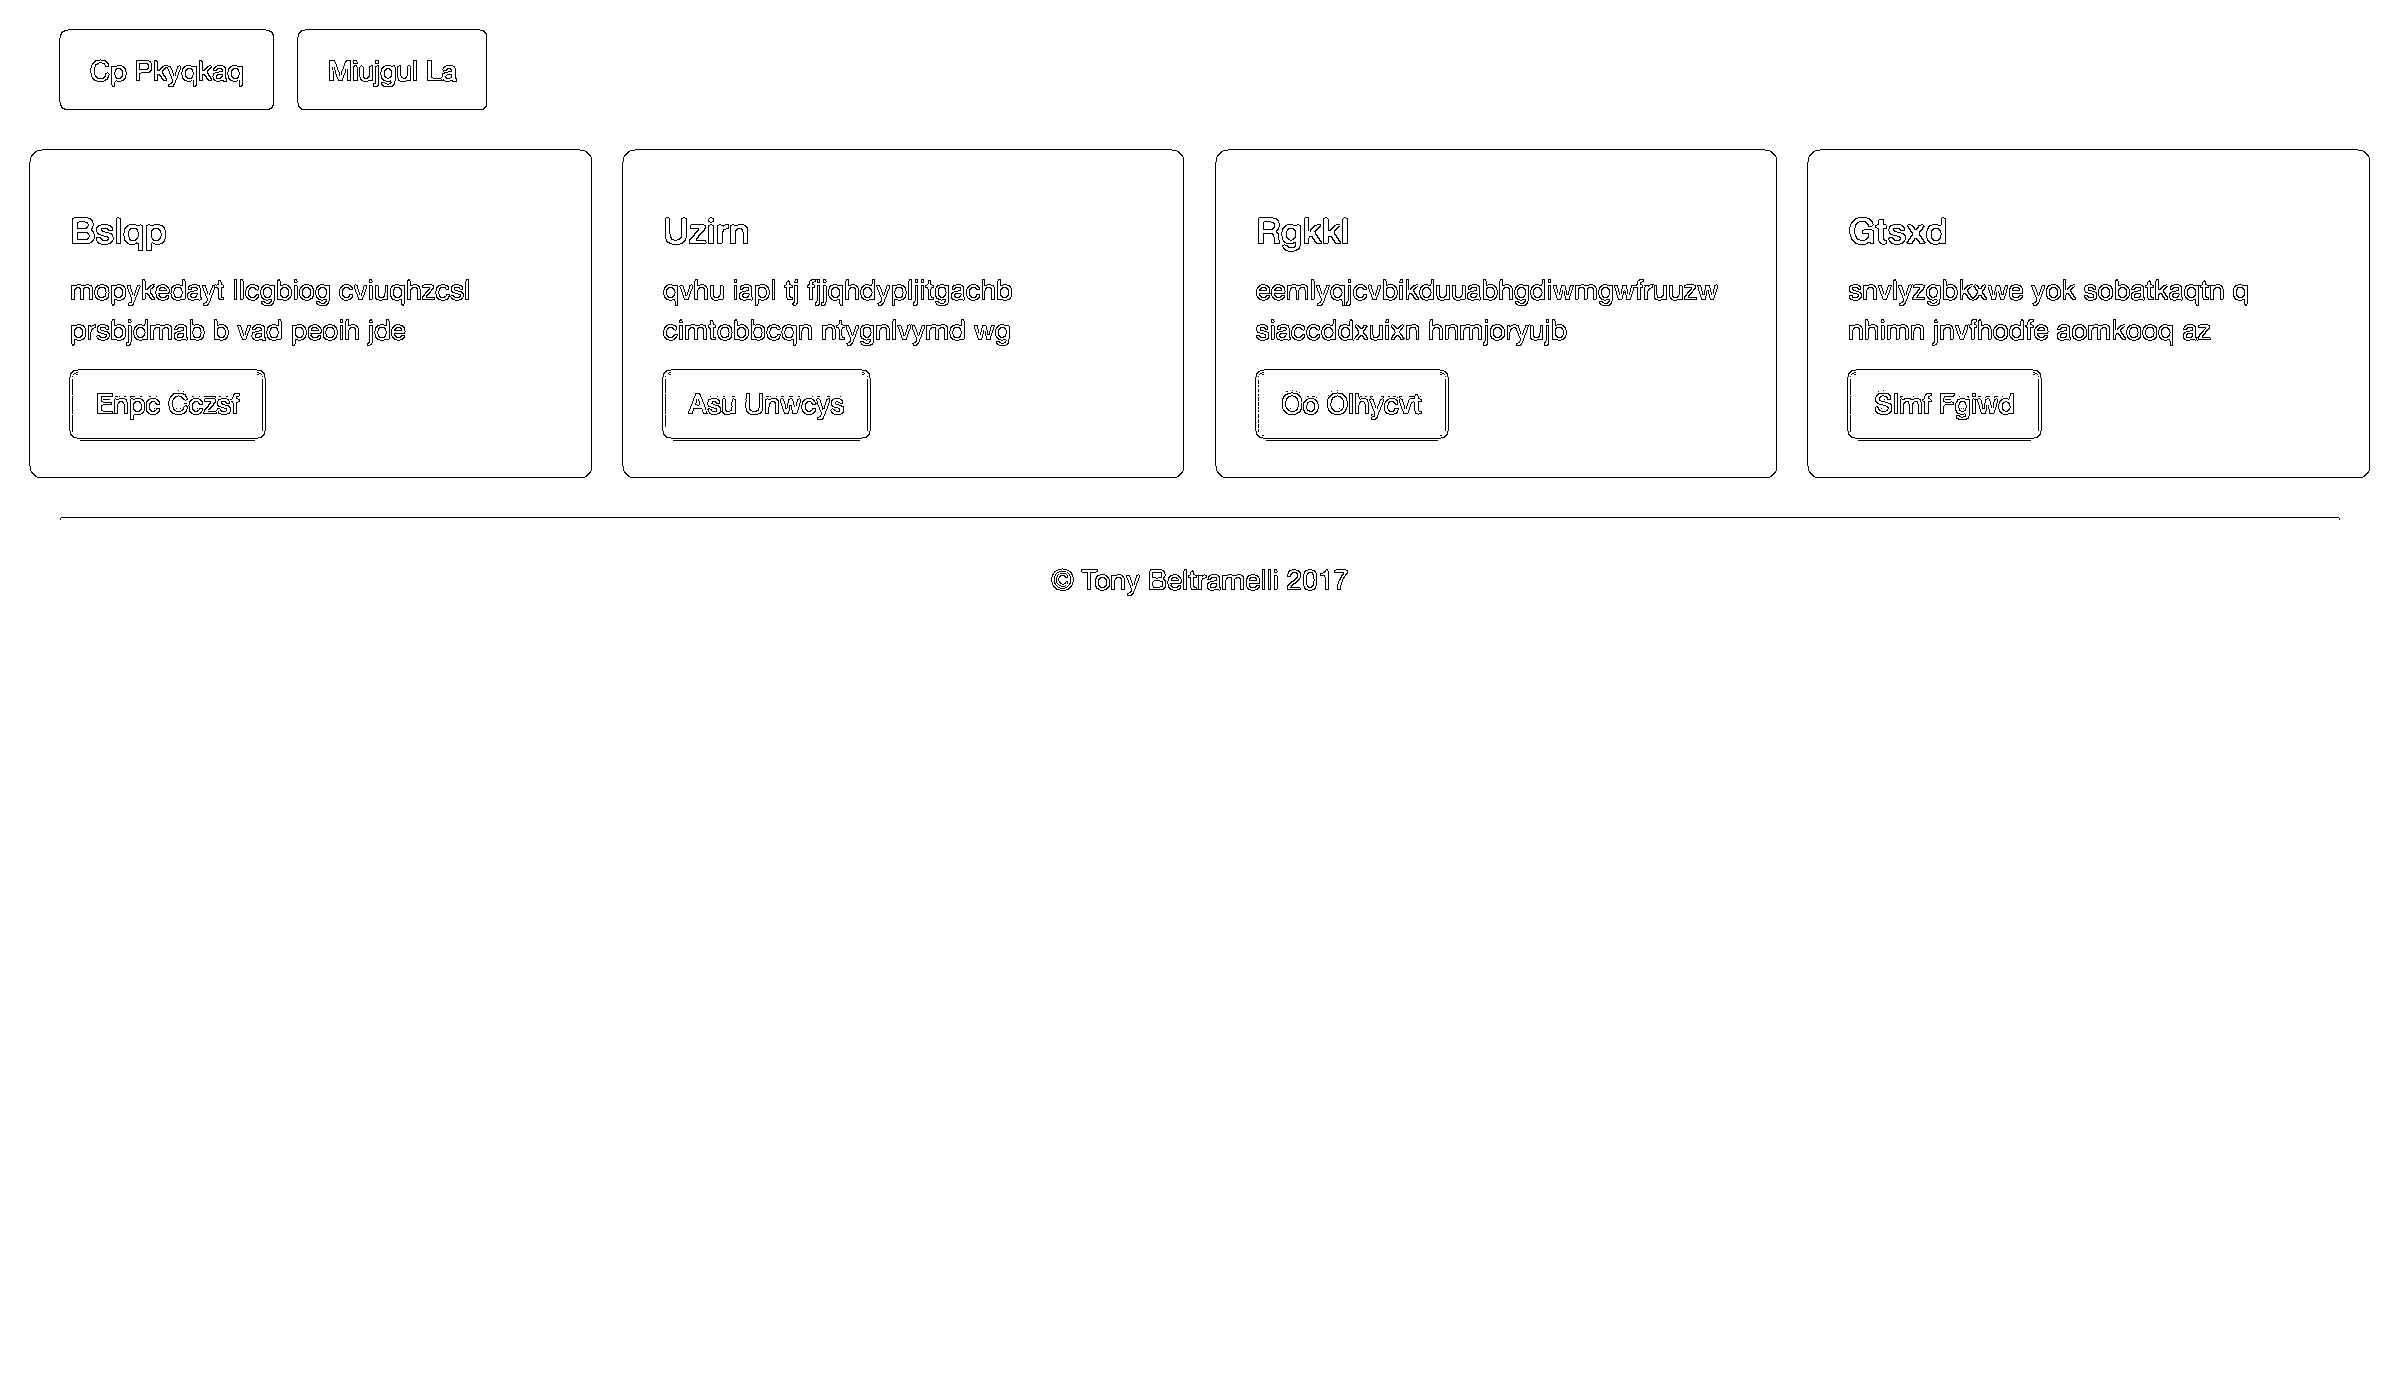 Cp Pkyqkaq Miujgul La
Bslqp
mopykedayt llcgbiog cviuqhzcsl
prsbjdmab b vad peoih jde
Enpc Cczsf
Uzirn
qvhu iapl tj fjjqhdypljitgachb
cimtobbcqn ntygnlvymd wg
Asu Unwcys
Rgkkl
eemlyqjcvbikduuabhgdiwmgwfruuzw
siaccddxuixn hnmjoryujb
Oo Olhycvt
Gtsxd
snvlyzgbkxwe yok sobatkaqtn q
nhimn jnvfhodfe aomkooq az
Slmf Fgiwd
© Tony Beltramelli 2017